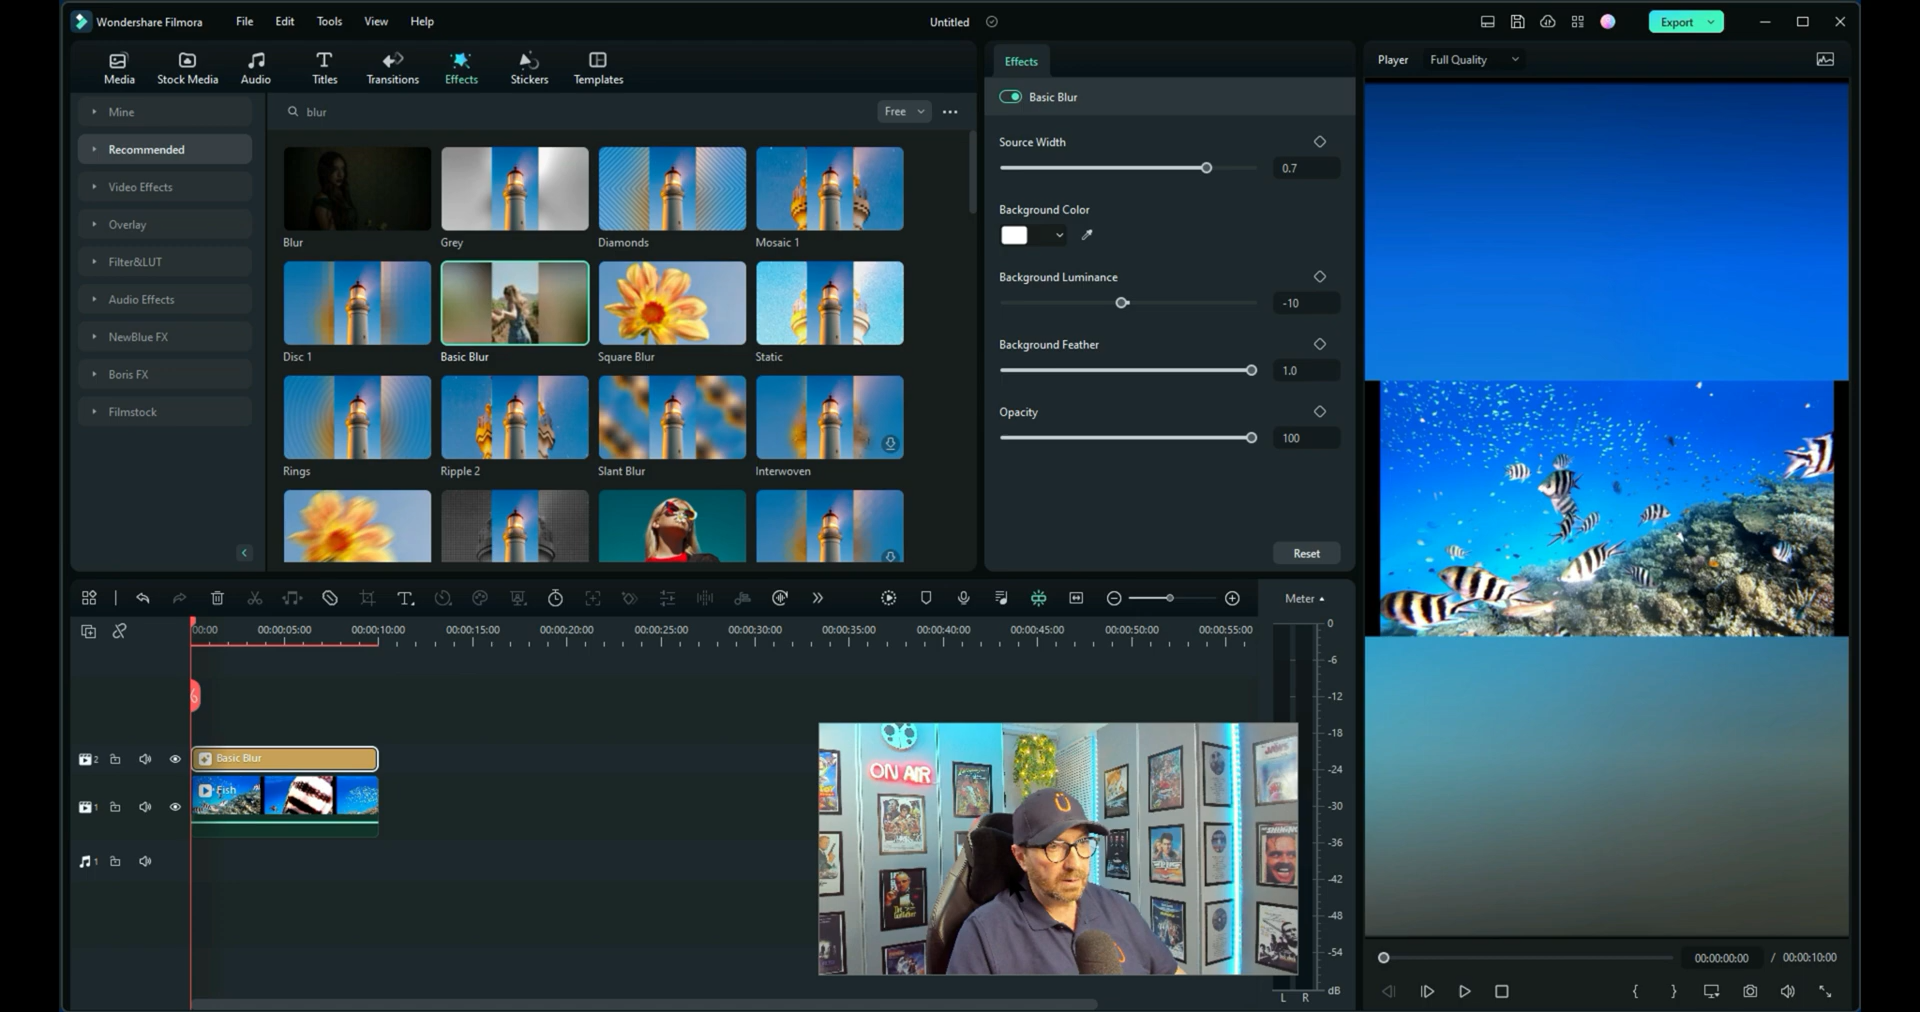 Wondershare Filmora File Edit Tools View Help Untitled Export
Media Stock Media Audio Titles Transitions Effects Stickers Templates
Mine
Recommended
Video Effects
Overlay
Filter&LUT
Audio Effects
NewBlue FX
Boris FX
Filmstock
blur Free
Blur Grey Diamonds Mosaic 1
Disc 1 Basic Blur Square Blur Static
Rings Ripple 2 Slant Blur Interwoven
Effects
Basic Blur
Source Width
0.7
Background Color
Background Luminance
-10
Background Feather
1.0
Opacity
100
Reset
Player Full Quality
00:00:00:00 / 00:00:10:00
Meter
00:00 00:00:05:00 00:00:10:00 00:00:15:00 00:00:20:00 00:00:25:00 00:00:30:00 00:00:35:00 00:00:40:00 00:00:45:00 00:00:50:00 00:00:55:00
2
Basic Blur
1
Fish
1
0
-6
-12
-18
-24
-30
-36
-42
-48
-54
dB
L R
ON AIR